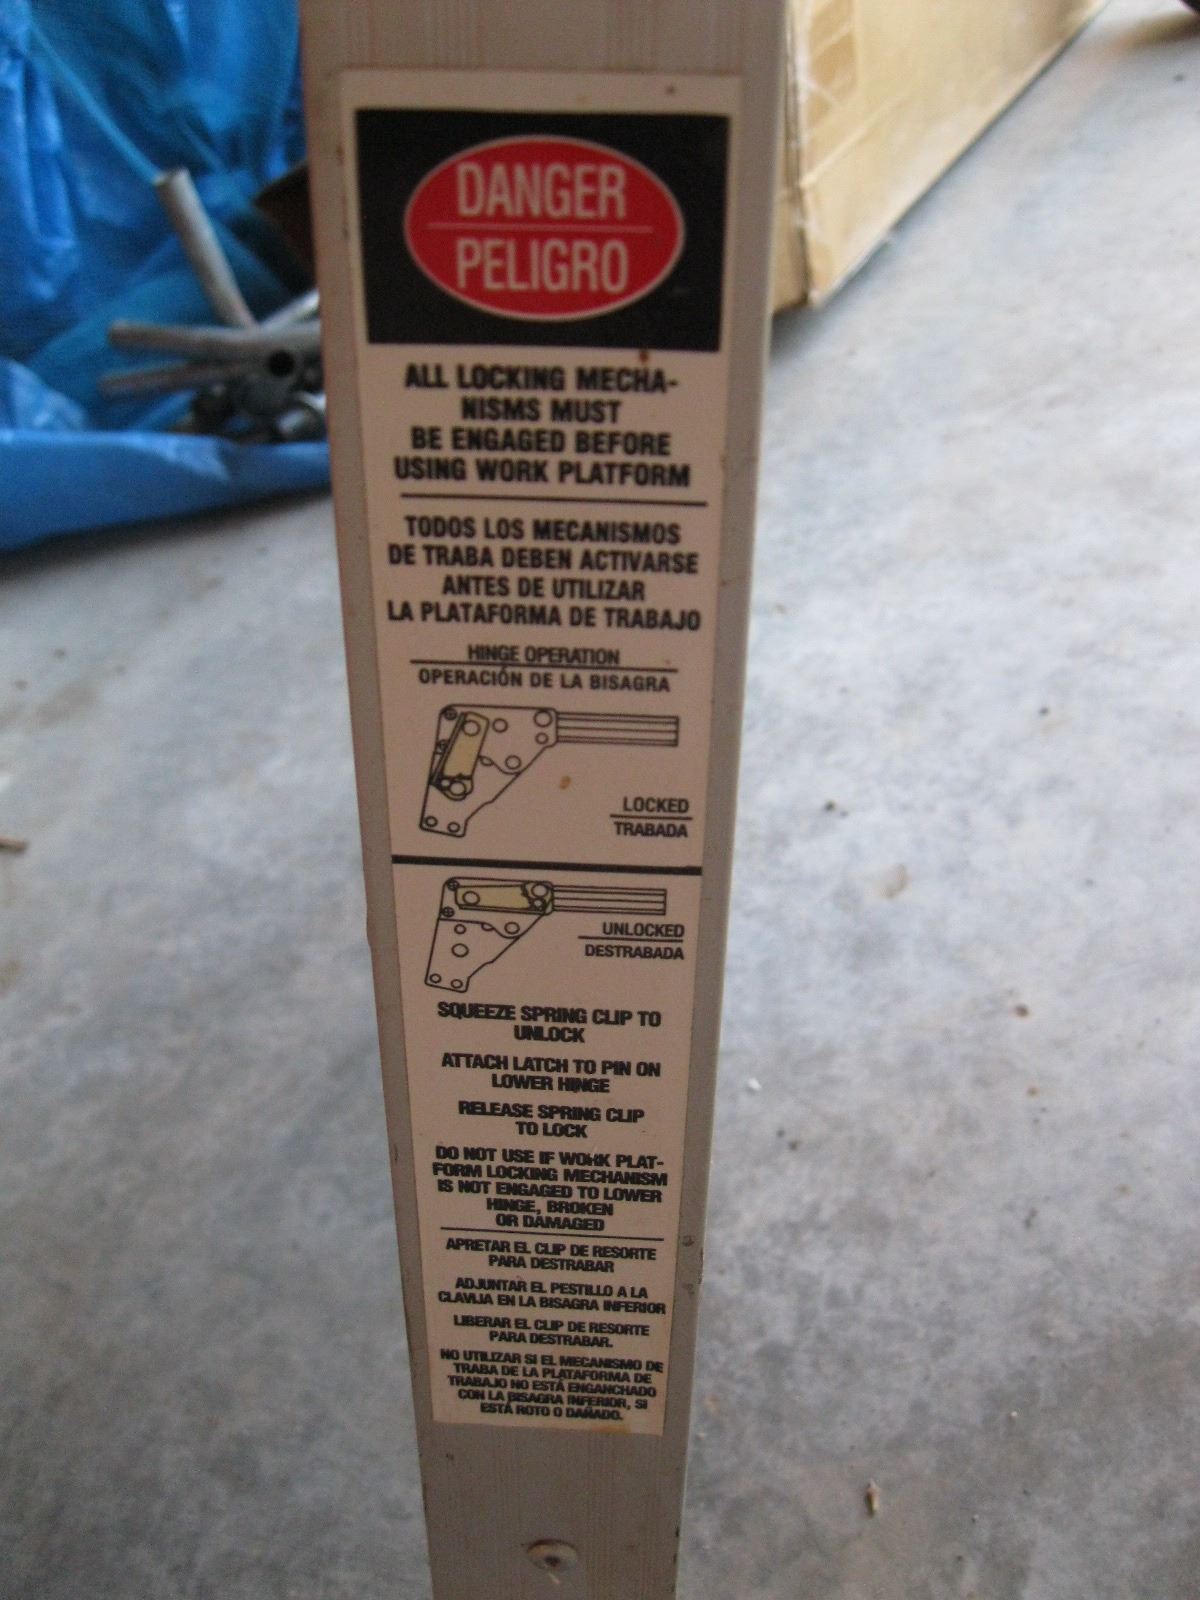 DANGER
PELIGRO
ALL LOCKING MECHA-
NISMS MUST
BE ENGAGED BEFORE
USING WORK PLATFORM
TODOS LOS MECANISMOS
DE TRABA DEBEN ACTIVARSE
ANTES DE UTILIZAR
LA PLATAFORMA DE TRABAJO
HINGE OPERATION
OPERACIÓN DE LA BISAGRA
LOCKED
TRABADA
UNLOCKED
DESTRABADA
SQUEEZE SPRING CLIP TO
UNLOCK
ATTACH LATCH TO PIN ON
LOWER HINGE
RELEASE SPRING CLIP
TO LOCK
DO NOT USE IF WORK PLAT-
FORM LOCKING MECHANISM
IS NOT ENGAGED TO LOWER
HINGE, BROKEN
OR DAMAGED
APRETAR EL CLIP DE RESORTE
PARA DESTRABAR
ADJUNTAR EL PESTILLO A LA
CLAVIJA EN LA BISAGRA INFERIOR
LIBERAR EL CLIP DE RESORTE
PARA DESTRABAR.
NO UTILIZAR SI EL MECANISMO DE
TRABA DE LA PLATAFORMA DE
TRABAJO NO ESTÁ ENGANCHADO
CON LA BISAGRA INFERIOR, SI
ESTÁ ROTO O DAÑADO.